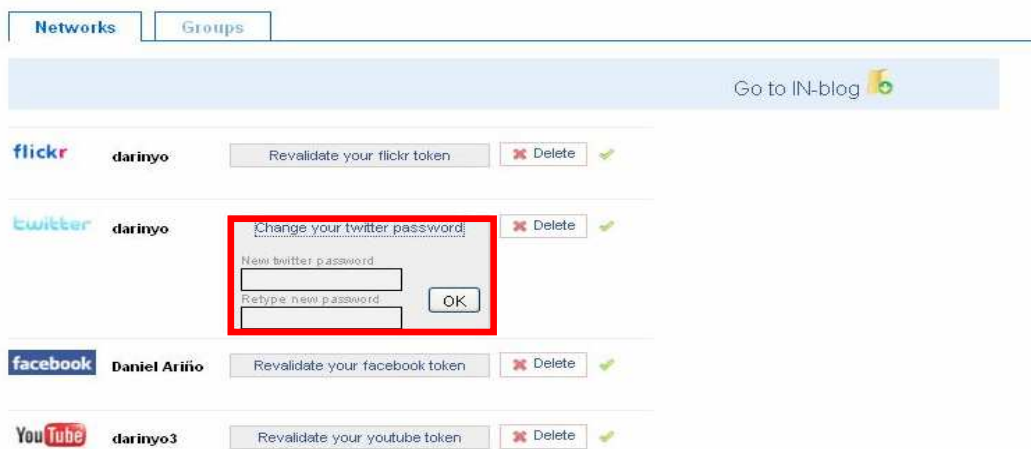 Networks Groups
Go to IN-blog
flickr darinyo Revalidate your flickr token Delete
twitter darinyo Change your twitter password Delete
New twitter password
Retype new password OK
facebook Daniel Ariño Revalidate your facebook token Delete
YouTube darinyo3 Revalidate your youtube token Delete